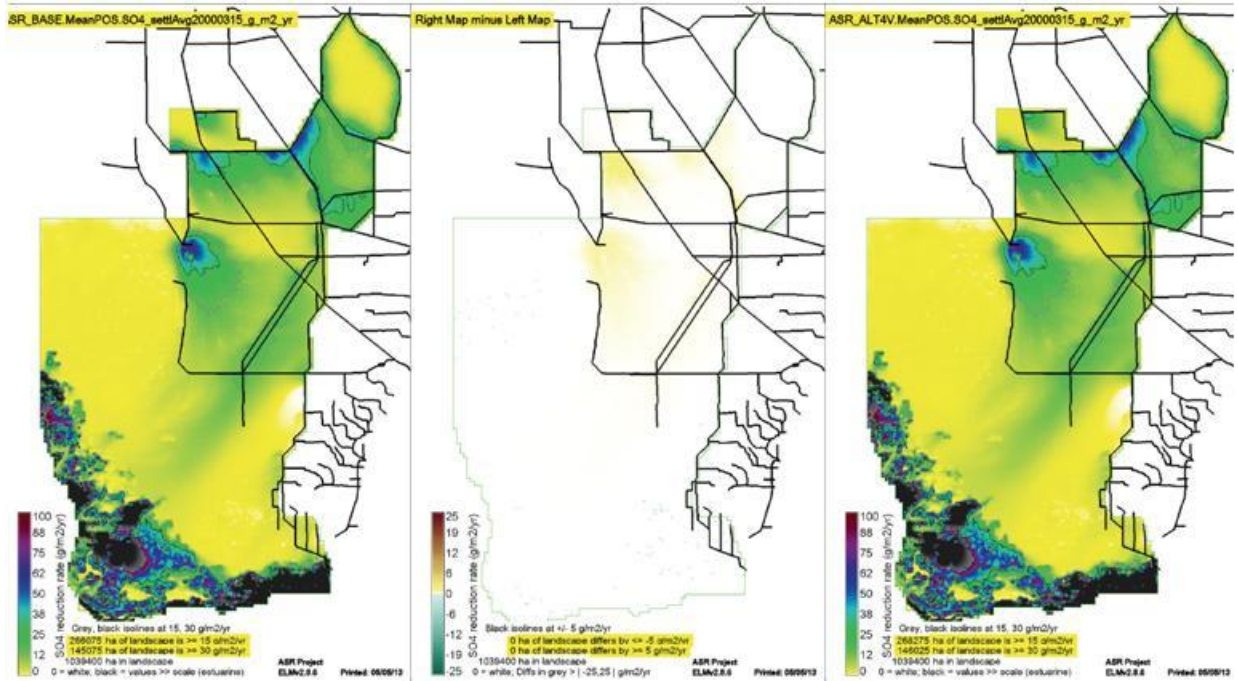 ASR_BASE.MeanPOS.SO4_settlAvg20000315_g_m2_yr
Right Map minus Left Map
ASR_ALT4V.MeanPOS.SO4_settlAvg20000315_g_m2_yr
100
88
75
62
50
38
25
12
0
SO4 reduction rate (g/m2/yr)
Grey, black isolines at 15, 30 g/m2/yr
266075 ha of landscape is >= 15 g/m2/yr
145075 ha of landscape is >= 30 g/m2/yr
1039400 ha in landscape
0 = white; black = values >> scale (estuarine)
ASR Project
ELMv2.8.6
Printed: 05/05/13
25
19
12
6
0
-6
-12
-19
-25
SO4 reduction rate (g/m2/yr)
Black isolines at +/- 5 g/m2/yr
0 ha of landscape differs by <= -5 g/m2/yr
0 ha of landscape differs by >= 5 g/m2/yr
1039400 ha in landscape
0 = white; Diffs in grey > | -25,25 | g/m2/yr
ASR Project
ELMv2.8.6
Printed: 05/05/13
100
88
75
62
50
38
25
12
0
SO4 reduction rate (g/m2/yr)
Grey, black isolines at 15, 30 g/m2/yr
268275 ha of landscape is >= 15 g/m2/yr
146025 ha of landscape is >= 30 g/m2/yr
1039400 ha in landscape
0 = white; black = values >> scale (estuarine)
ASR Project
ELMv2.8.6
Printed: 05/05/13